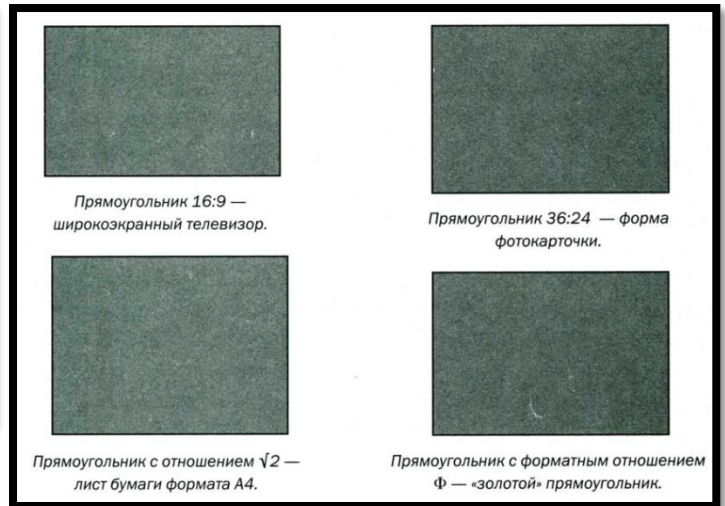 Прямоугольник 16:9 —
широкоэкранный телевизор.
Прямоугольник 36:24 — форма
фотокарточки.
Прямоугольник с отношением √2 —
лист бумаги формата А4.
Прямоугольник с форматным отношением
Φ — «золотой» прямоугольник.